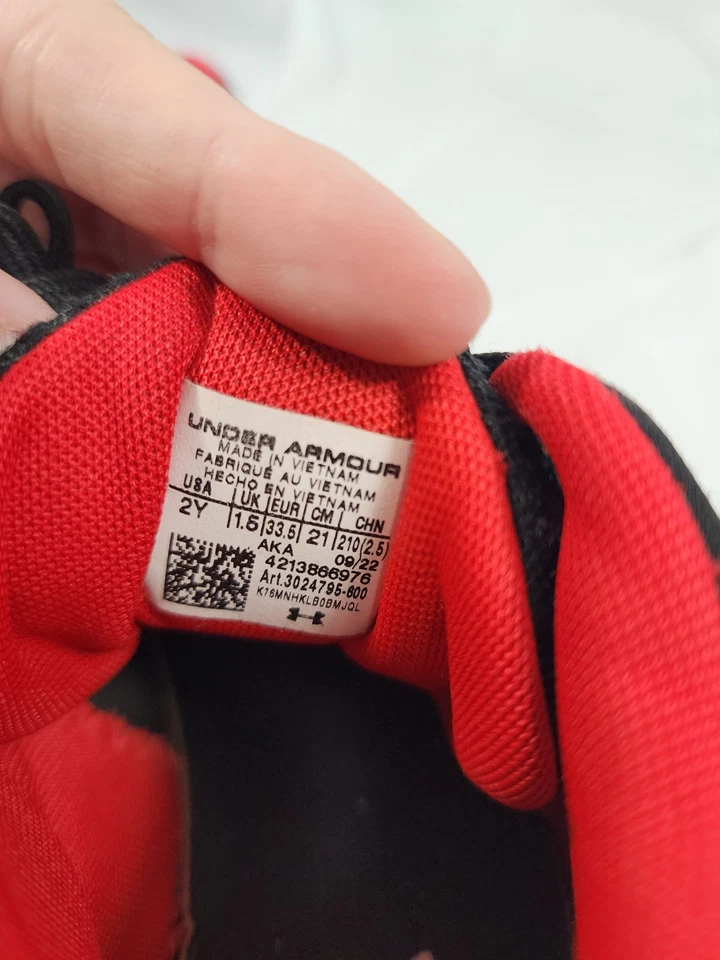 UNDER ARMOUR
MADE IN VIETNAM
FABRIQUÉ AU VIETNAM
HECHO EN VIETNAM
USA UK EUR CM CHN
2Y 1.5 33.5 21 210(2.5)
AKA 09/22
4213866976
Art.3024795-600
K76MNHKLB0BMJQL